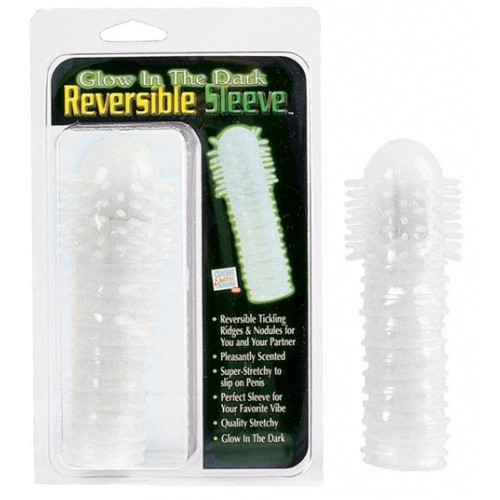 Glow In The Dark
Reversible Sleeve™
• Reversible Tickling
Ridges & Nodules for
You and Your Partner
• Pleasantly Scented
• Super-Stretchy to
slip on Penis
• Perfect Sleeve for
Your Favorite Vibe
• Quality Stretchy
• Glow In The Dark